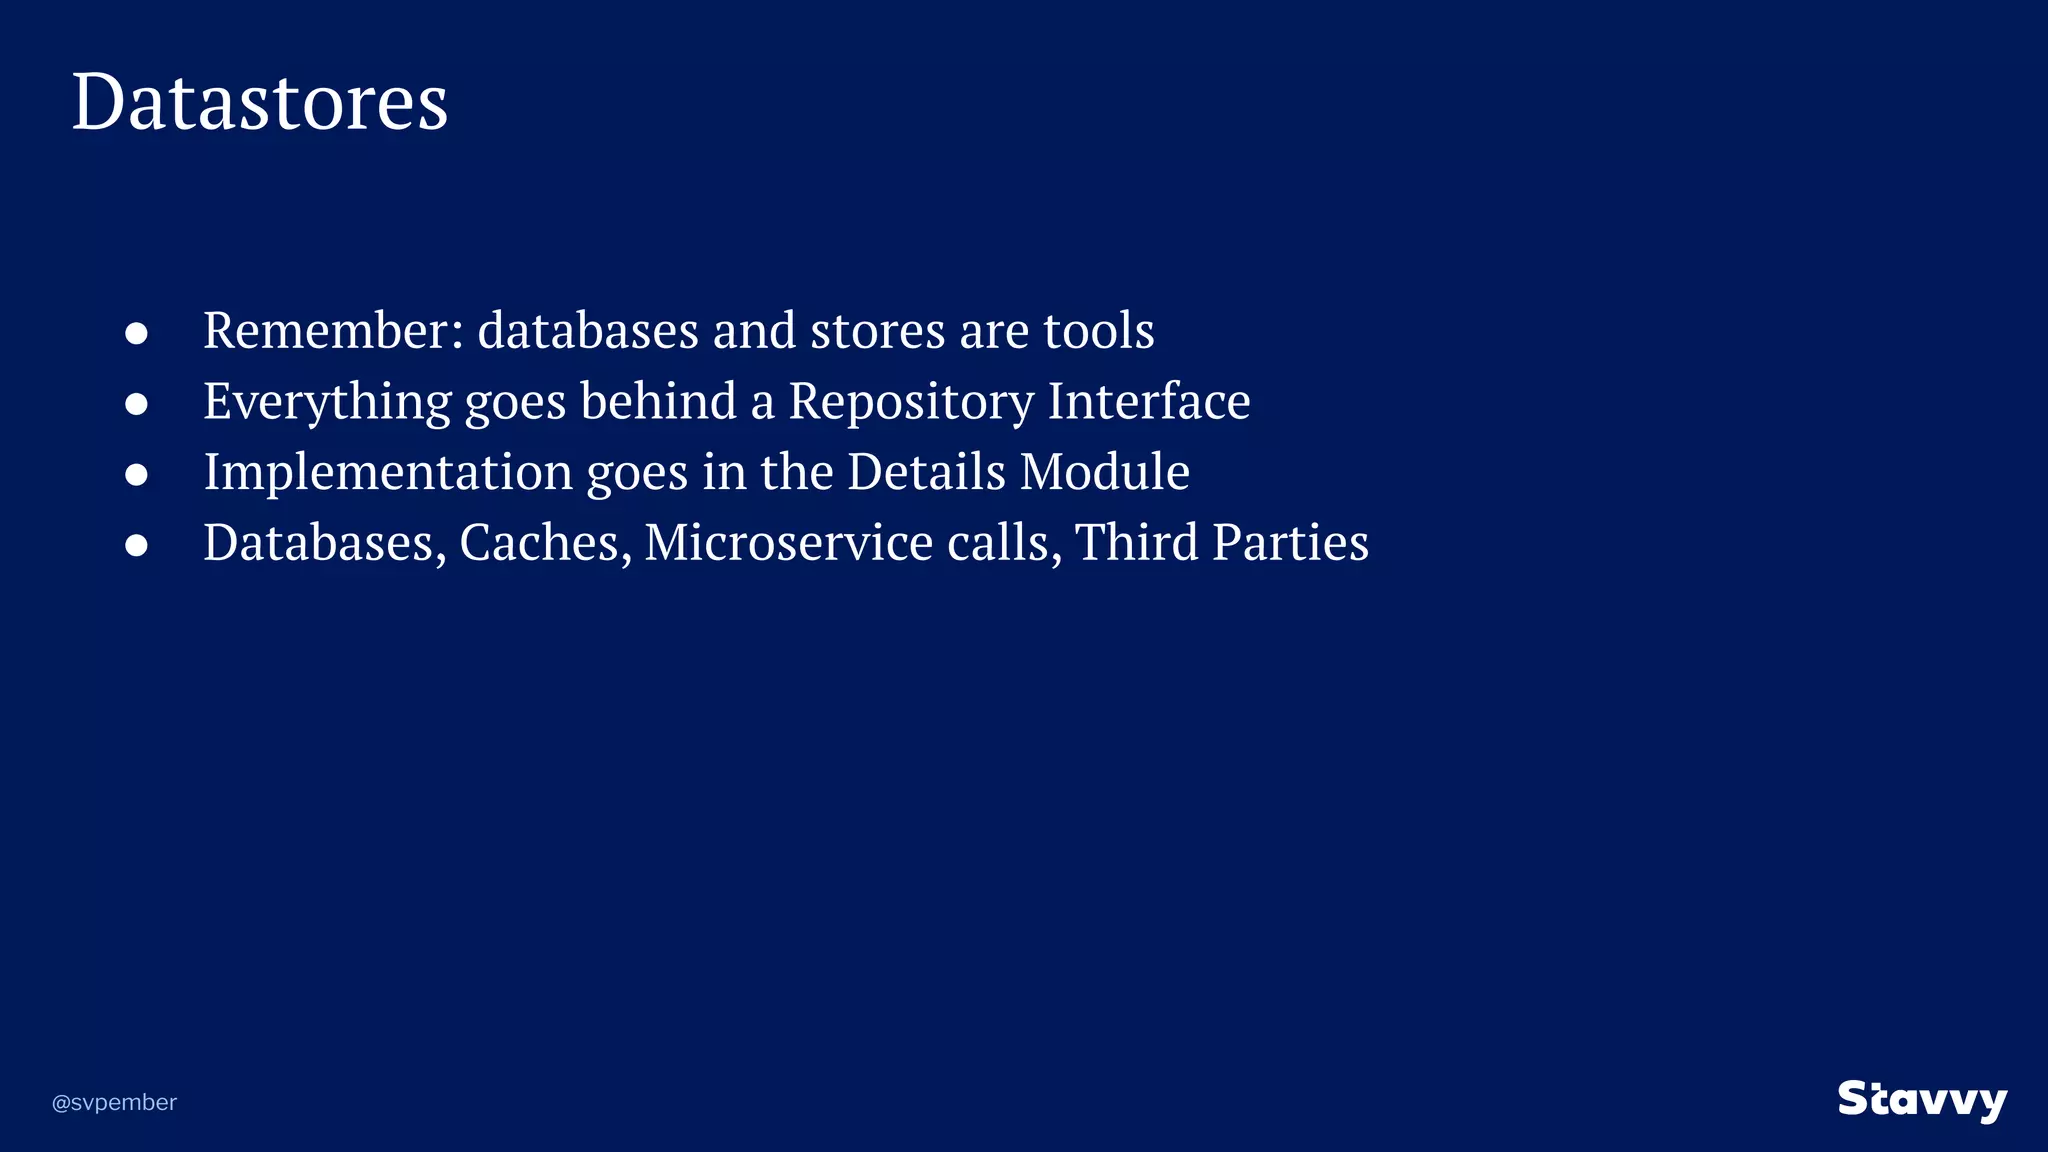 Datastores
● Remember: databases and stores are tools
● Everything goes behind a Repository Interface
● Implementation goes in the Details Module
● Databases, Caches, Microservice calls, Third Parties
@svpember
Stavvy